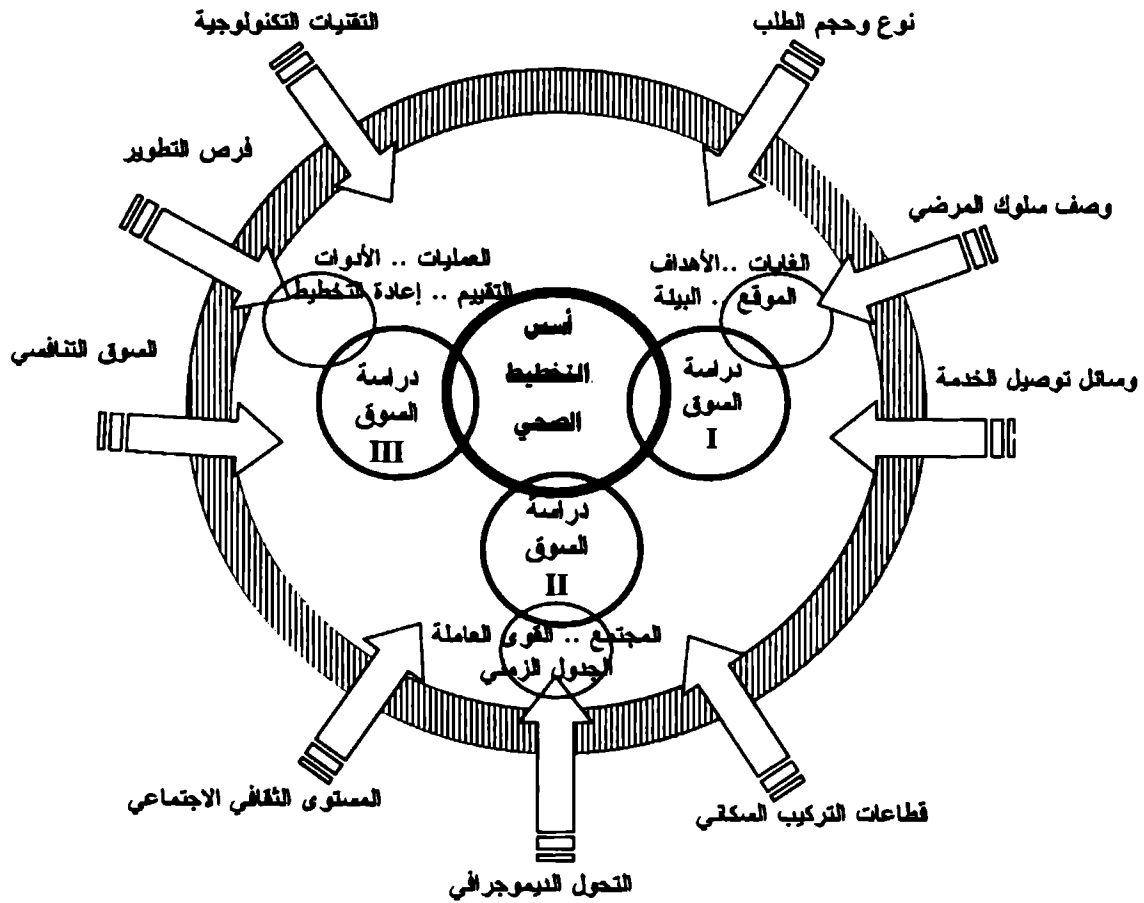 نوع وحجم الطلب
التقنيات التكنولوجية
فرص التطوير
وصف سلوك المرضي
الغايات ..الأهداف
الموقع .. البيئة
العمليات .. الأدوات
التقييم .. إعادة التخطيط
أسس
التخطيط
الصحي
السوق التنافسي
وسائل توصيل الخدمة
دراسة
السوق
I
دراسة
السوق
III
دراسة
السوق
II
المجتمع .. القوى العاملة
الجدول الزمني
المستوى الثقافي الاجتماعي
قطاعات التركيب السكاني
التحول الديموجرافي